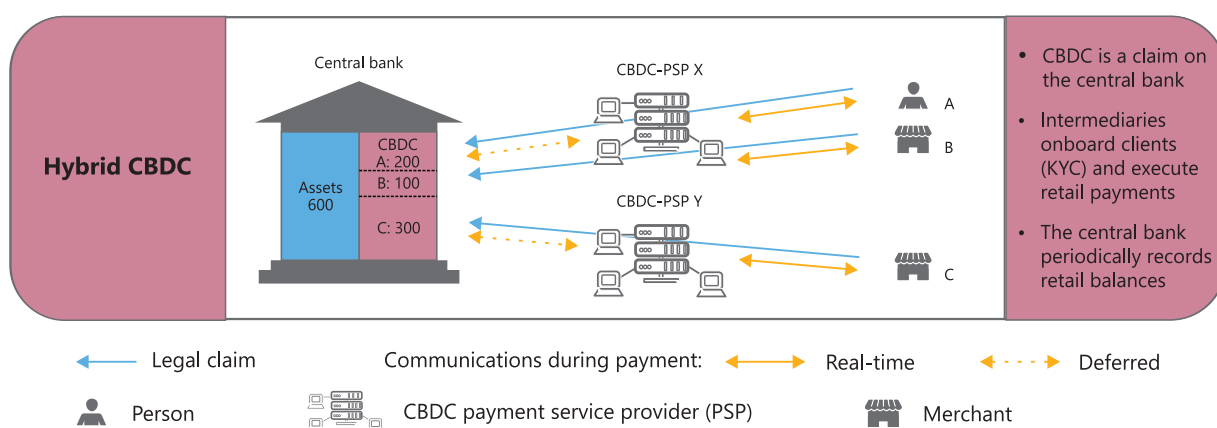 Hybrid CBDC
Central bank
Assets
600
CBDC
A: 200
B: 100
C: 300
CBDC-PSP X
CBDC-PSP Y
A
B
C
• CBDC is a claim on
the central bank
• Intermediaries
onboard clients
(KYC) and execute
retail payments
• The central bank
periodically records
retail balances
Legal claim
Communications during payment:
Real-time
Deferred
Person
CBDC payment service provider (PSP)
Merchant